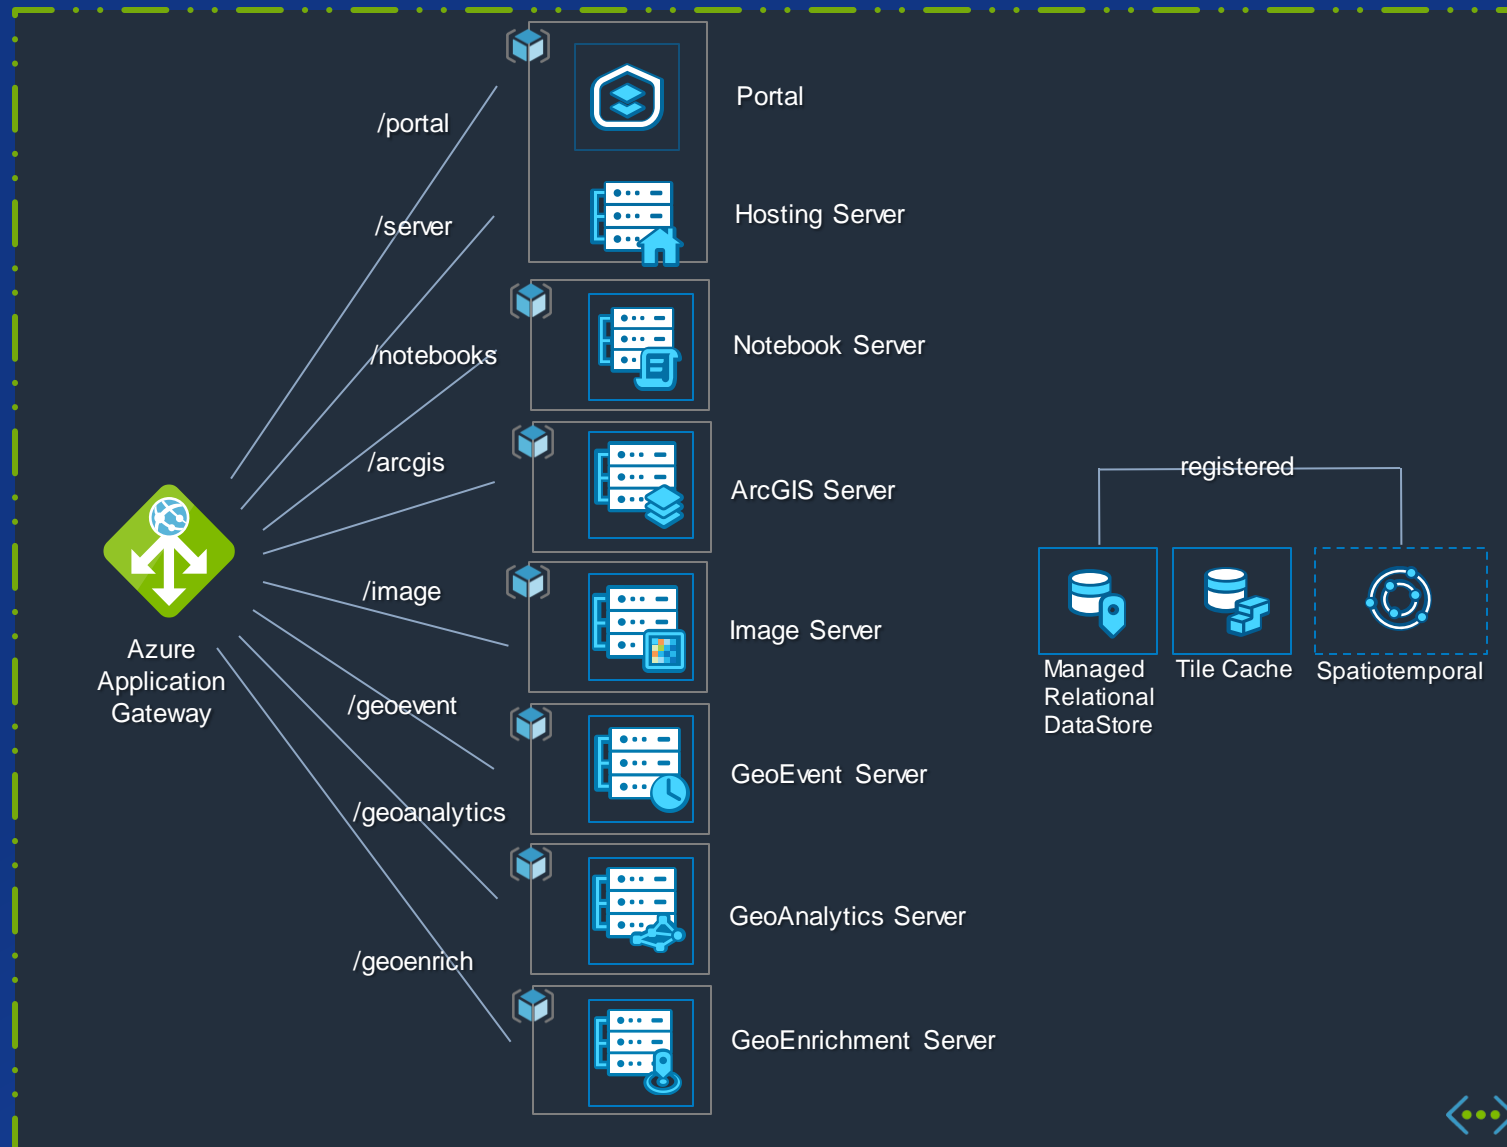 /portal
Portal
/server
Hosting Server
/notebooks
Notebook Server
/arcgis
ArcGIS Server
registered
/image
Image Server
Azure
Application
Gateway
Managed
Relational
DataStore
Tile Cache
Spatiotemporal
/geoevent
GeoEvent Server
/geoanalytics
GeoAnalytics Server
/geoenrich
GeoEnrichment Server